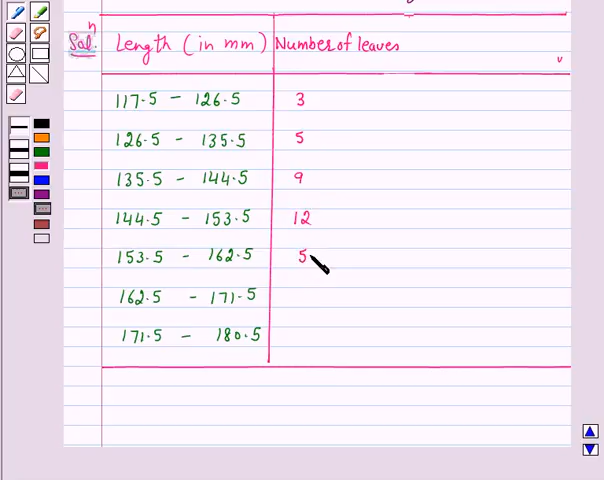 Solⁿ. Length (in mm) Number of leaves
117.5 - 126.5 3
126.5 - 135.5 5
135.5 - 144.5 9
144.5 - 153.5 12
153.5 - 162.5 5
162.5 - 171.5
171.5 - 180.5